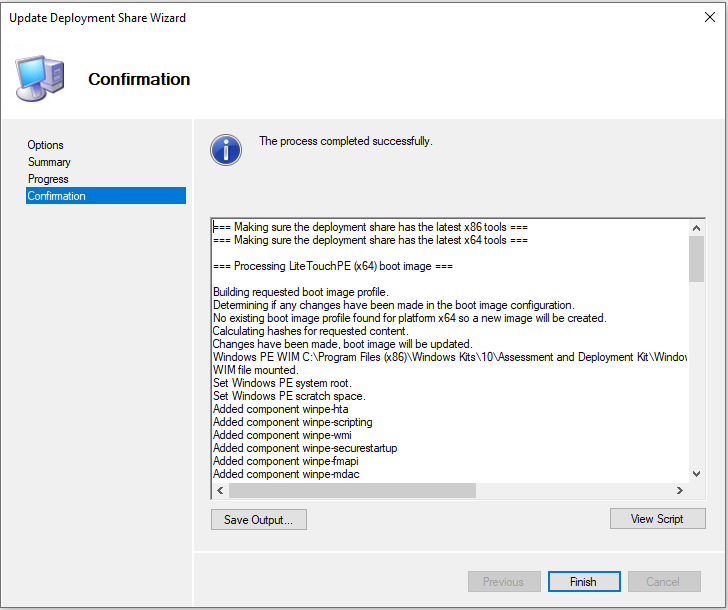 Update Deployment Share Wizard
Confirmation
Options
Summary
Progress
Confirmation
The process completed successfully.
=== Making sure the deployment share has the latest x86 tools ===
=== Making sure the deployment share has the latest x64 tools ===
=== Processing LiteTouchPE (x64) boot image ===
Building requested boot image profile.
Determining if any changes have been made in the boot image configuration.
No existing boot image profile found for platform x64 so a new image will be created.
Calculating hashes for requested content.
Changes have been made, boot image will be updated.
Windows PE WIM C:\Program Files (x86)\Windows Kits\10\Assessment and Deployment Kit\Window
WIM file mounted.
Set Windows PE system root.
Set Windows PE scratch space.
Added component winpe-hta
Added component winpe-scripting
Added component winpe-wmi
Added component winpe-securestartup
Added component winpe-fmapi
Added component winpe-mdac
Save Output...
View Script
Previous
Finish
Cancel